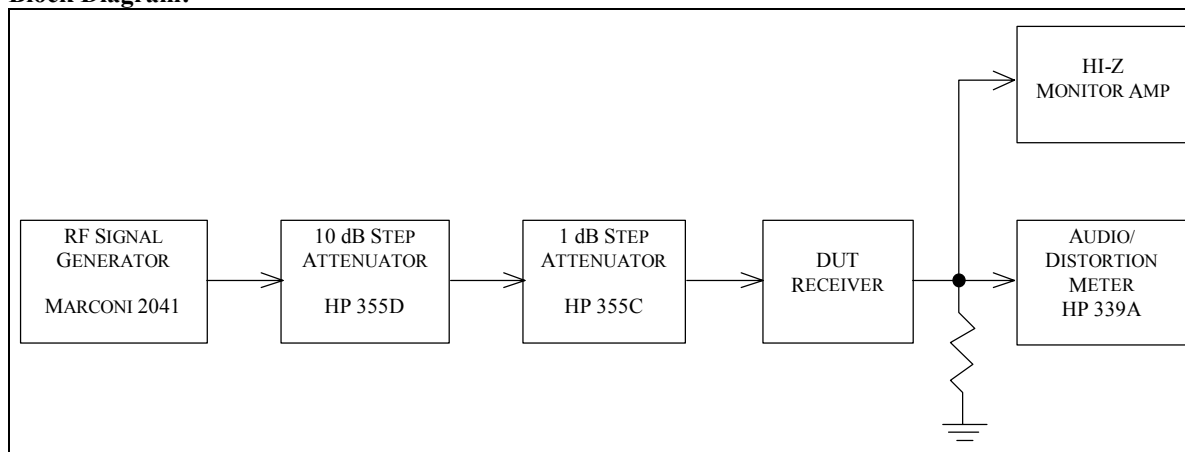 Block Diagram:
HI-Z
MONITOR AMP
RF SIGNAL
GENERATOR
MARCONI 2041
10 dB STEP
ATTENUATOR
HP 355D
1 dB STEP
ATTENUATOR
HP 355C
DUT
RECEIVER
AUDIO/
DISTORTION
METER
HP 339A